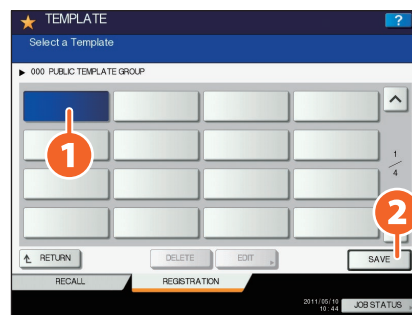 TEMPLATE
?
Select a Template
000 PUBLIC TEMPLATE GROUP
1
1
4
2
RETURN
DELETE
EDIT
SAVE
RECALL
REGISTRATION
2011/05/10
10:44
JOB STATUS